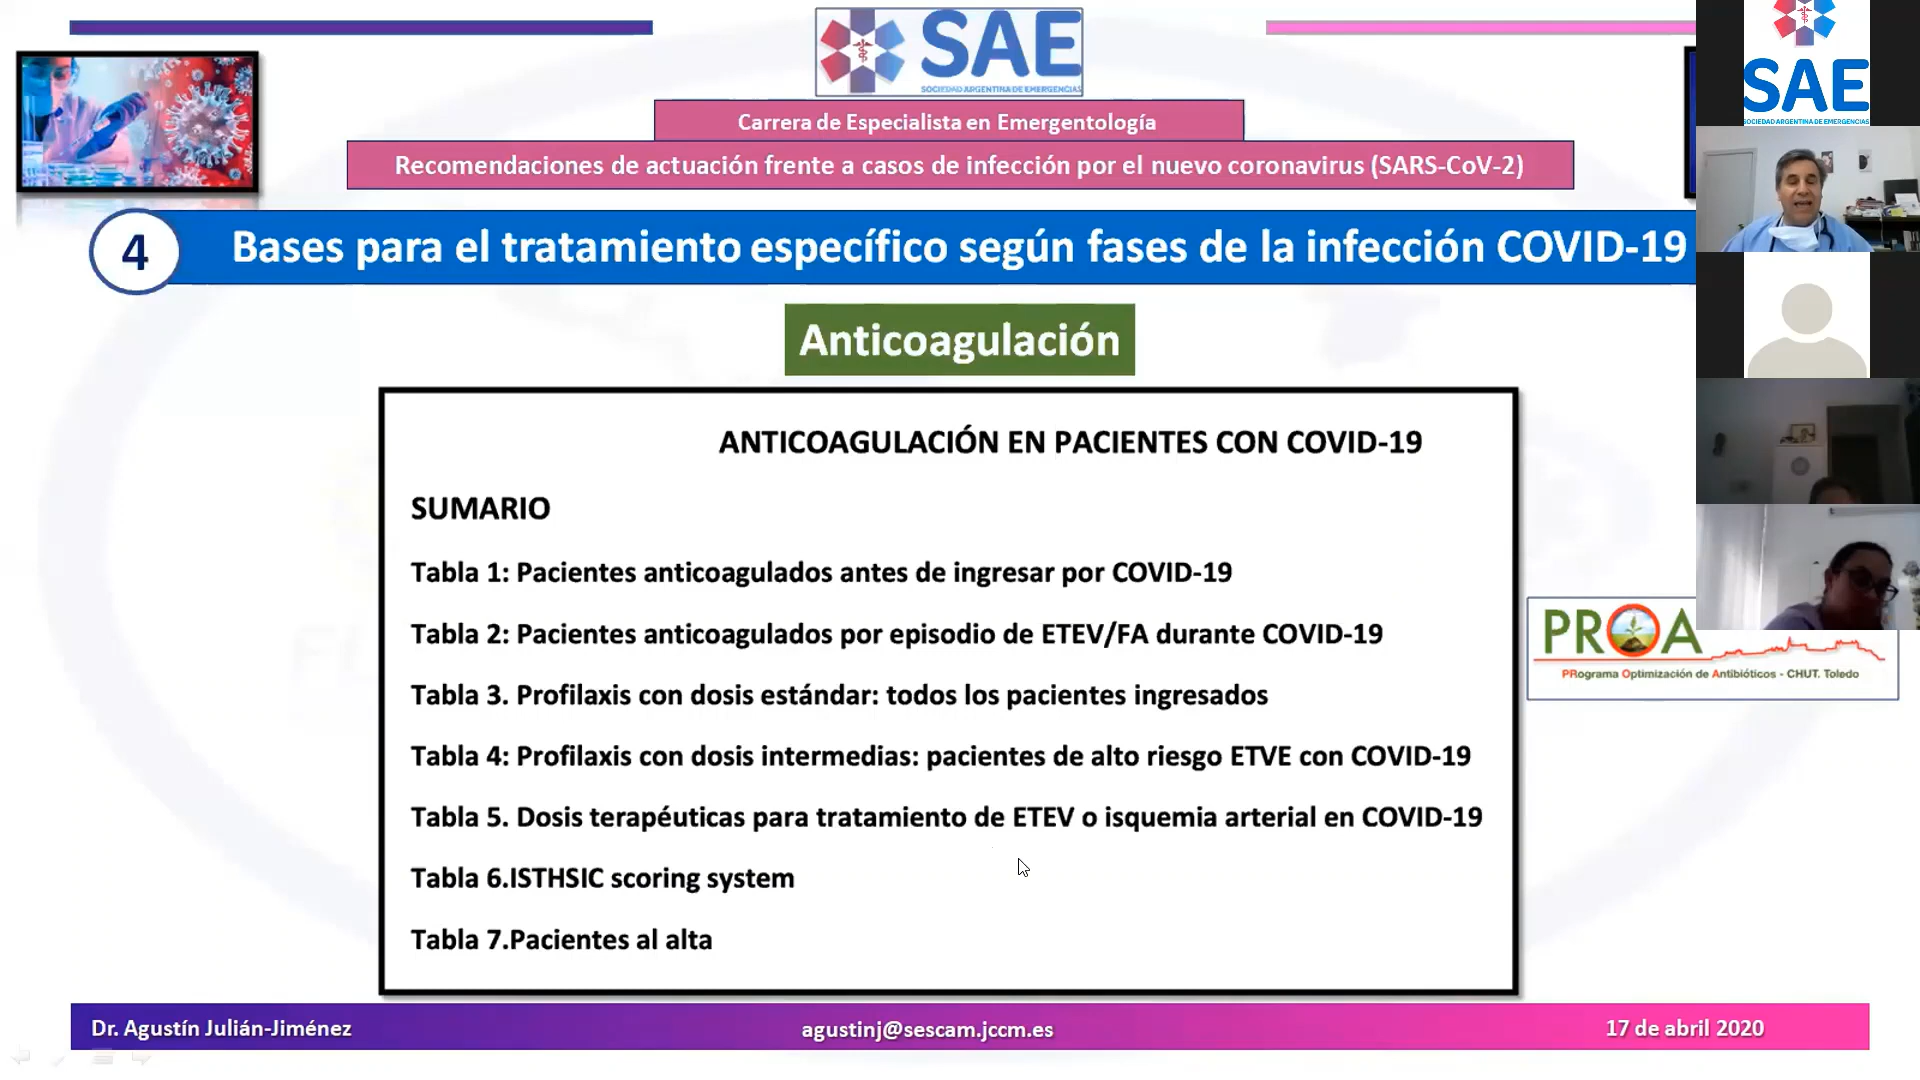 SAE
SOCIEDAD ARGENTINA DE EMERGENCIAS
SAE
SOCIEDAD ARGENTINA DE EMERGENCIAS
Carrera de Especialista en Emergentología
Recomendaciones de actuación frente a casos de infección por el nuevo coronavirus (SARS-CoV-2)
4
Bases para el tratamiento específico según fases de la infección COVID-19
Anticoagulación
ANTICOAGULACIÓN EN PACIENTES CON COVID-19
SUMARIO
Tabla 1: Pacientes anticoagulados antes de ingresar por COVID-19
Tabla 2: Pacientes anticoagulados por episodio de ETEV/FA durante COVID-19
Tabla 3. Profilaxis con dosis estándar: todos los pacientes ingresados
Tabla 4: Profilaxis con dosis intermedias: pacientes de alto riesgo ETVE con COVID-19
Tabla 5. Dosis terapéuticas para tratamiento de ETEV o isquemia arterial en COVID-19
Tabla 6.ISTHSIC scoring system
Tabla 7.Pacientes al alta
PROA
PRograma Optimización de Antibióticos - CHUT. Toledo
Dr. Agustín Julián-Jiménez
agustinj@sescam.jccm.es
17 de abril 2020